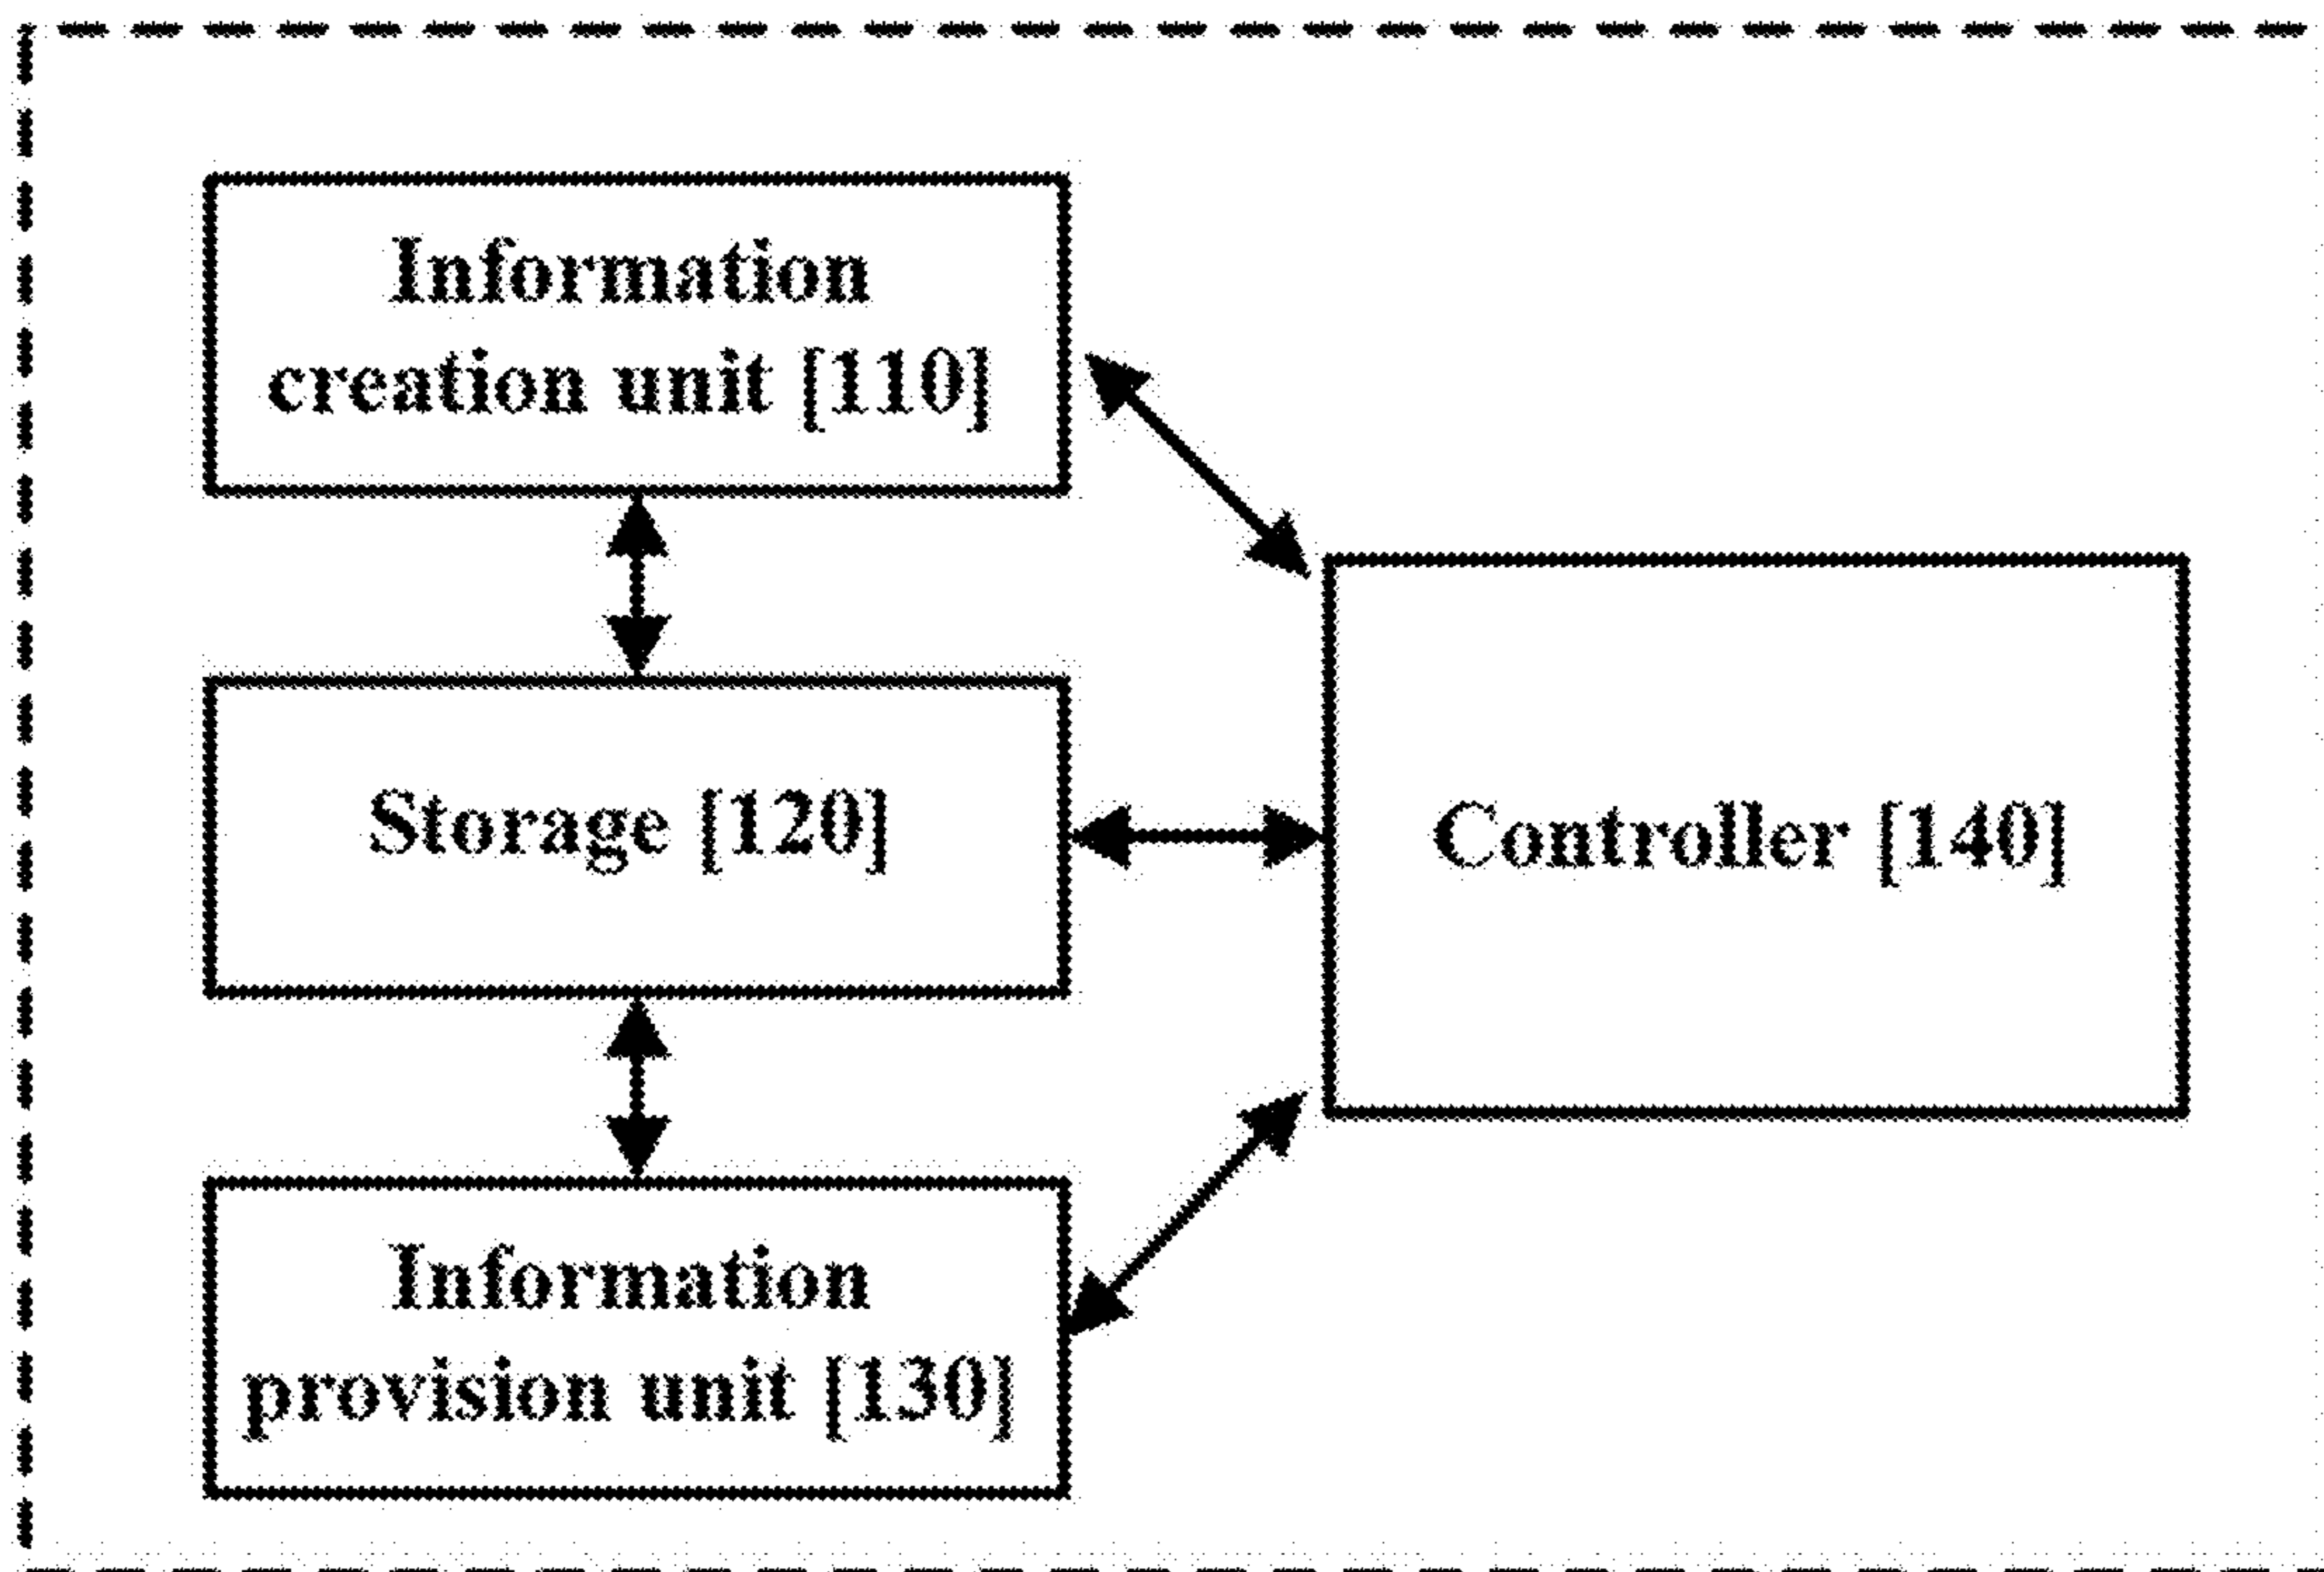 Information
creation unit [110]
Storage [120]
Controller [140]
Information
provision unit [130]